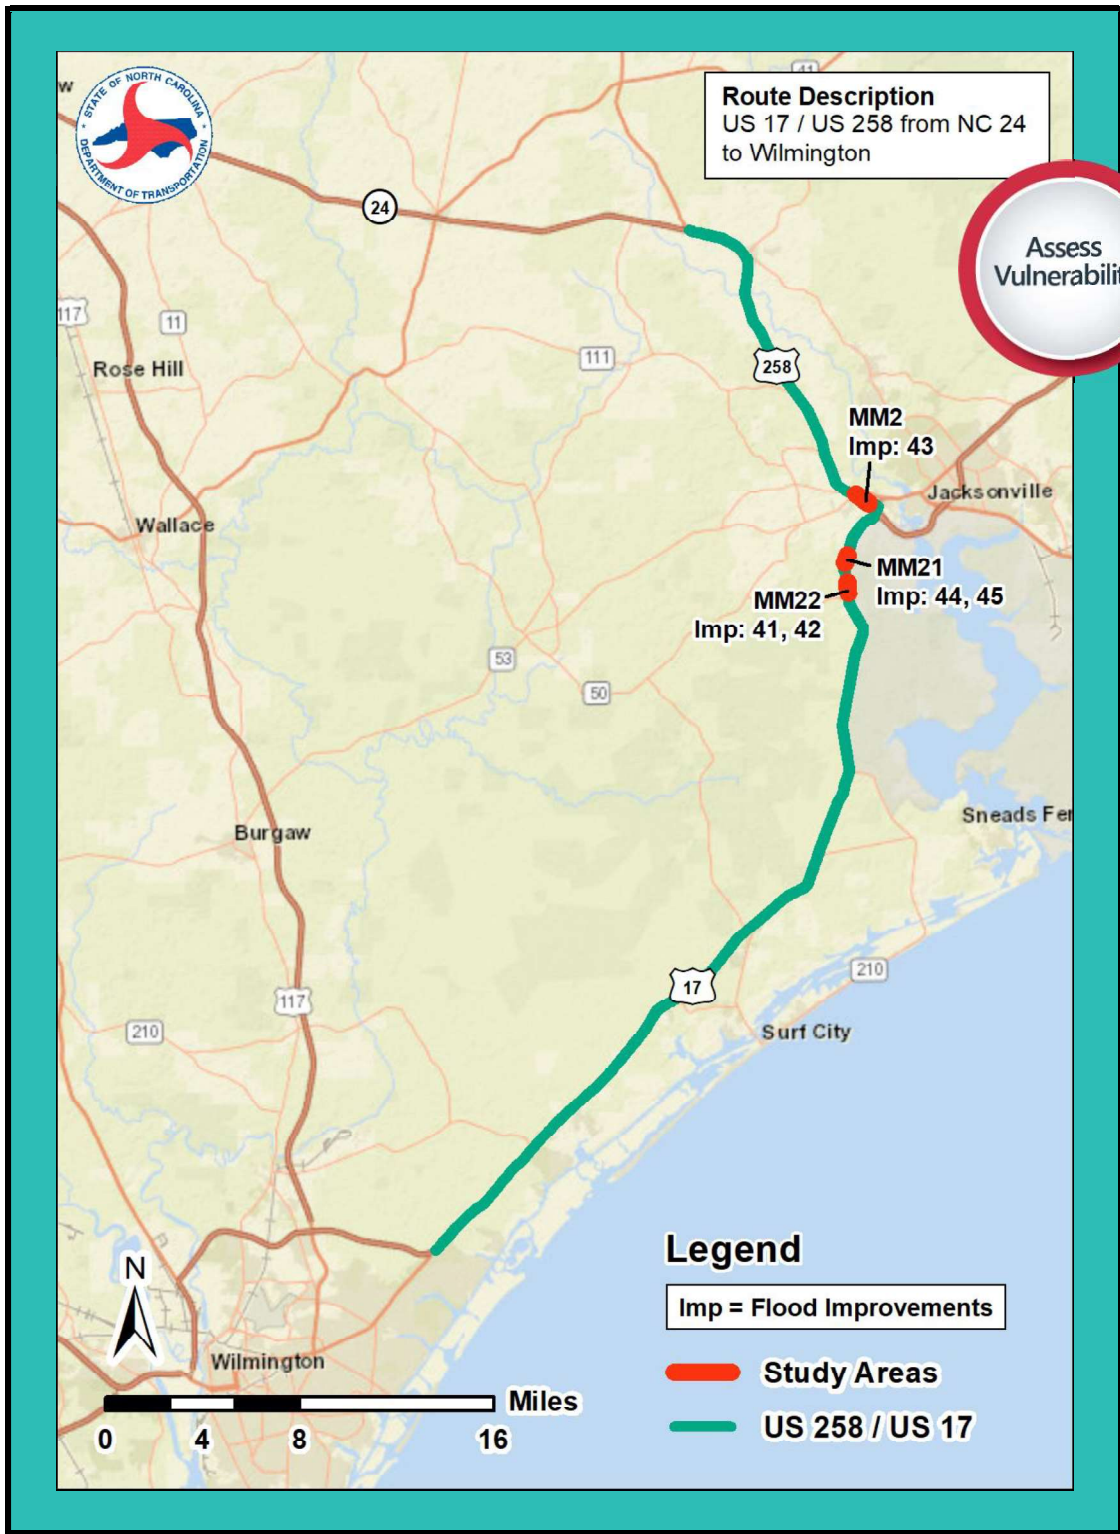 STATE OF NORTH CAROLINA
DEPARTMENT OF TRANSPORTATION
w
41
Route Description
US 17 / US 258 from NC 24
to Wilmington
24
Assess
Vulnerabilit
117
11
Rose Hill
111
258
MM2
Imp: 43
Jacksonville
Wallace
MM21
Imp: 44, 45
MM22
Imp: 41, 42
53
50
Sneads Fer
Burgaw
17
210
117
210
Surf City
Legend
Imp = Flood Improvements
N
Wilmington
Study Areas
Miles
US 258 / US 17
0 4 8 16